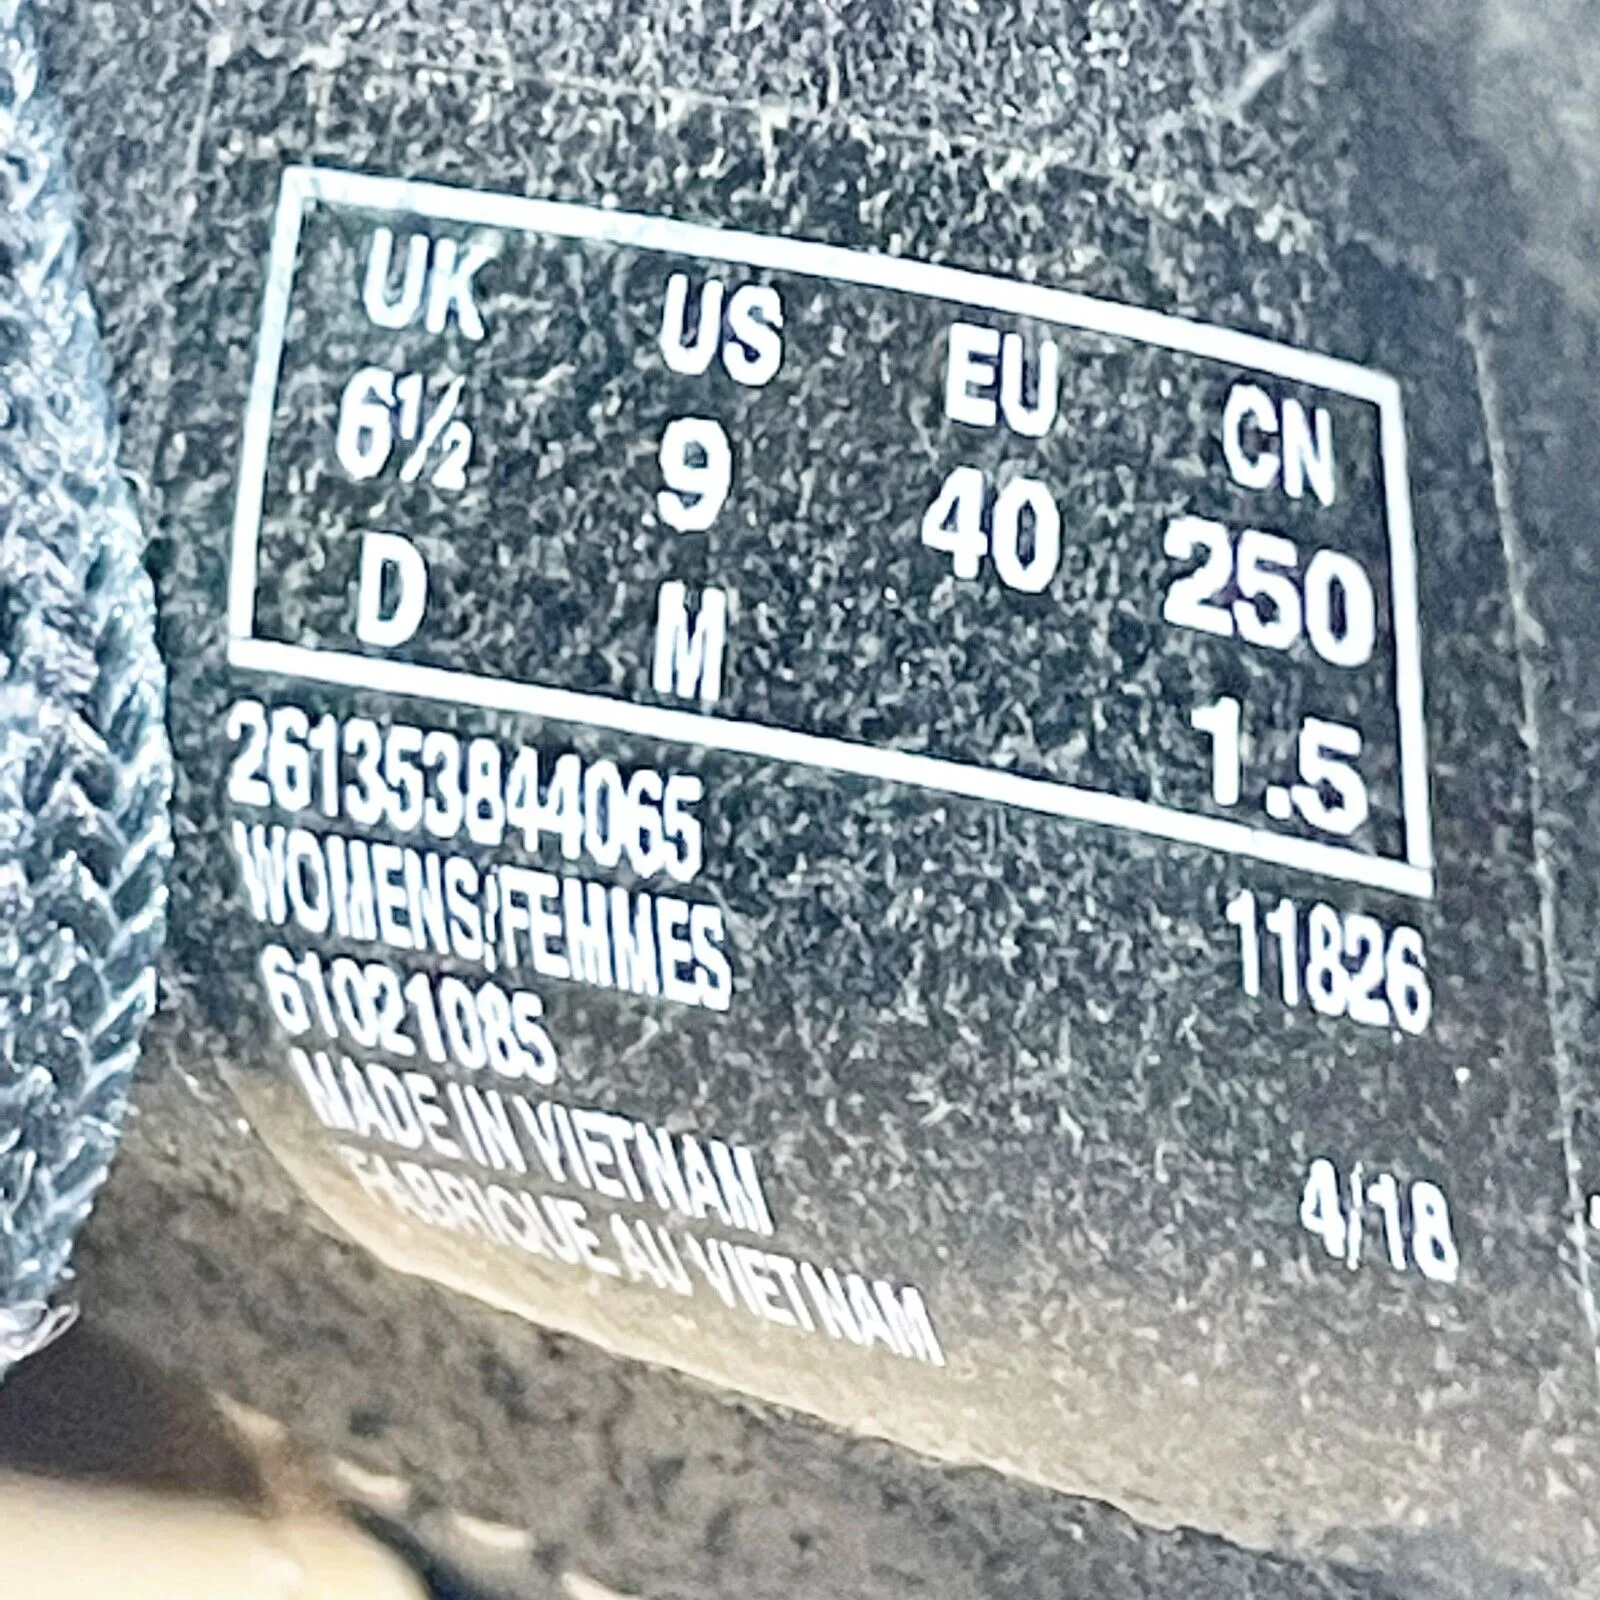 UK US EU CN
6½ 9 40 250
D M 1.5
261353844065
WOMENS/FEMMES 11826
61021085
MADE IN VIETNAM 4/18
FABRIQUE AU VIETNAM